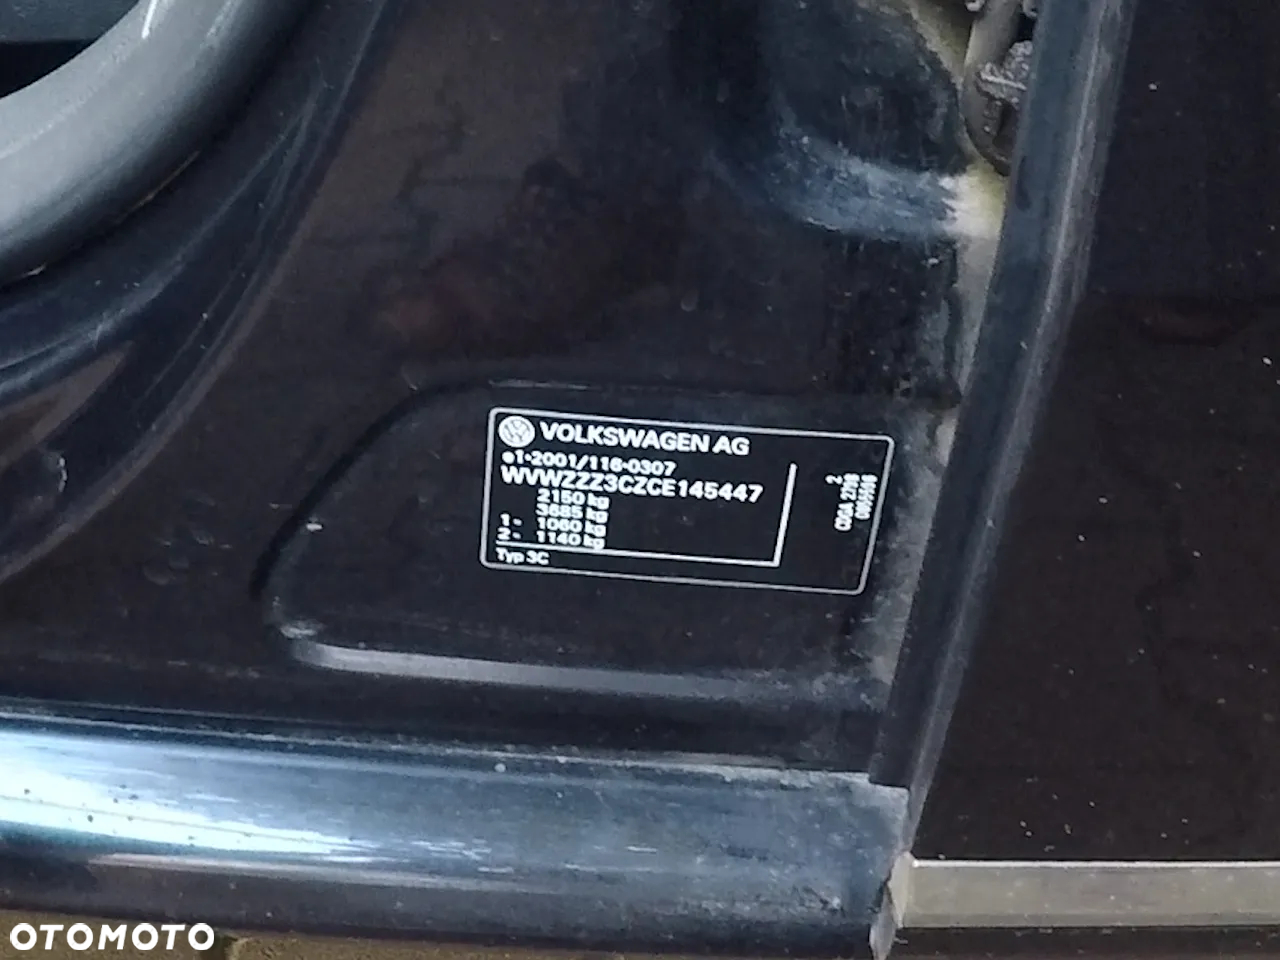 VOLKSWAGEN AG
e1*2001/116*0307
WVWZZZ3CZCE145447
2150 kg
3685 kg
1- 1060 kg
2- 1140 kg
Typ 3C
2
OTOMOTO